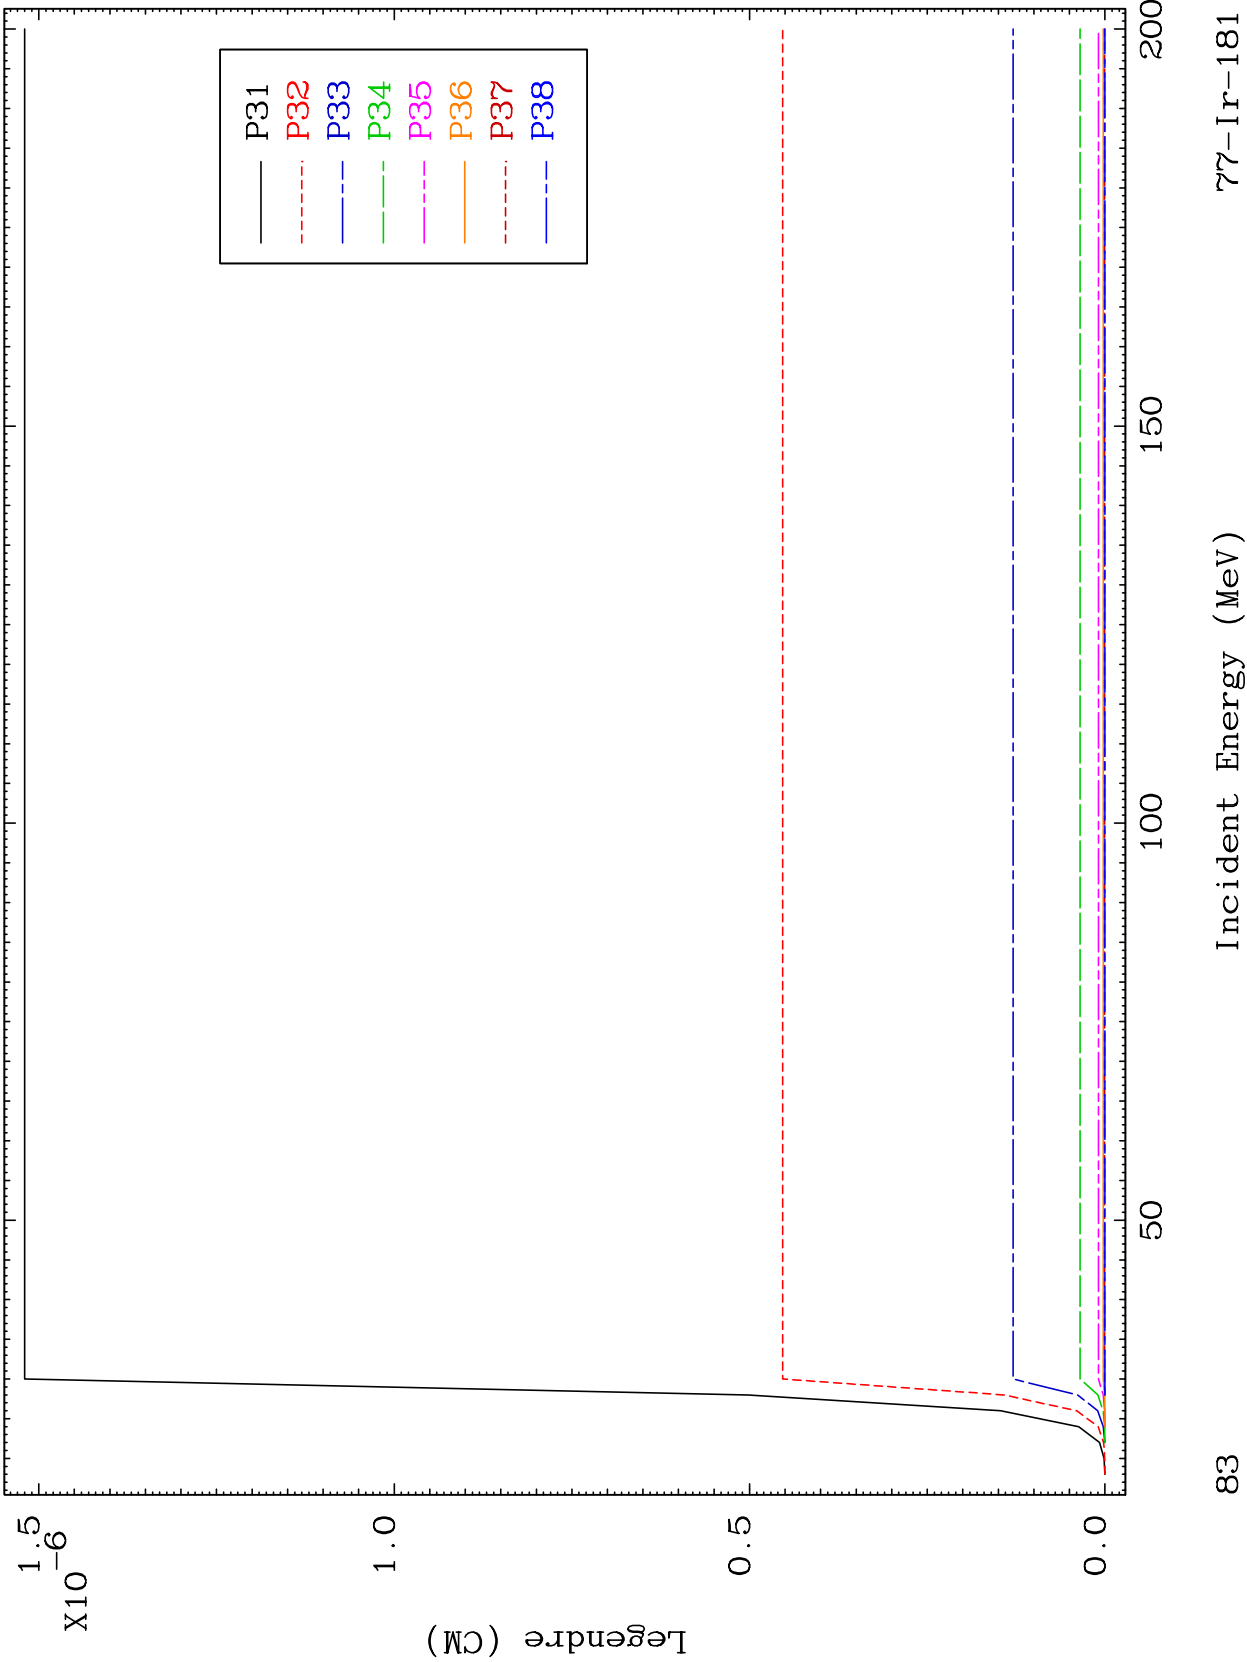 1.5
X10-6
1.0
0.5
0.0
Legendre (CM)
P31
P32
P33
P34
P35
P36
P37
P38
50
100
150
200
Incident Energy (MeV)
83
77-Ir-181